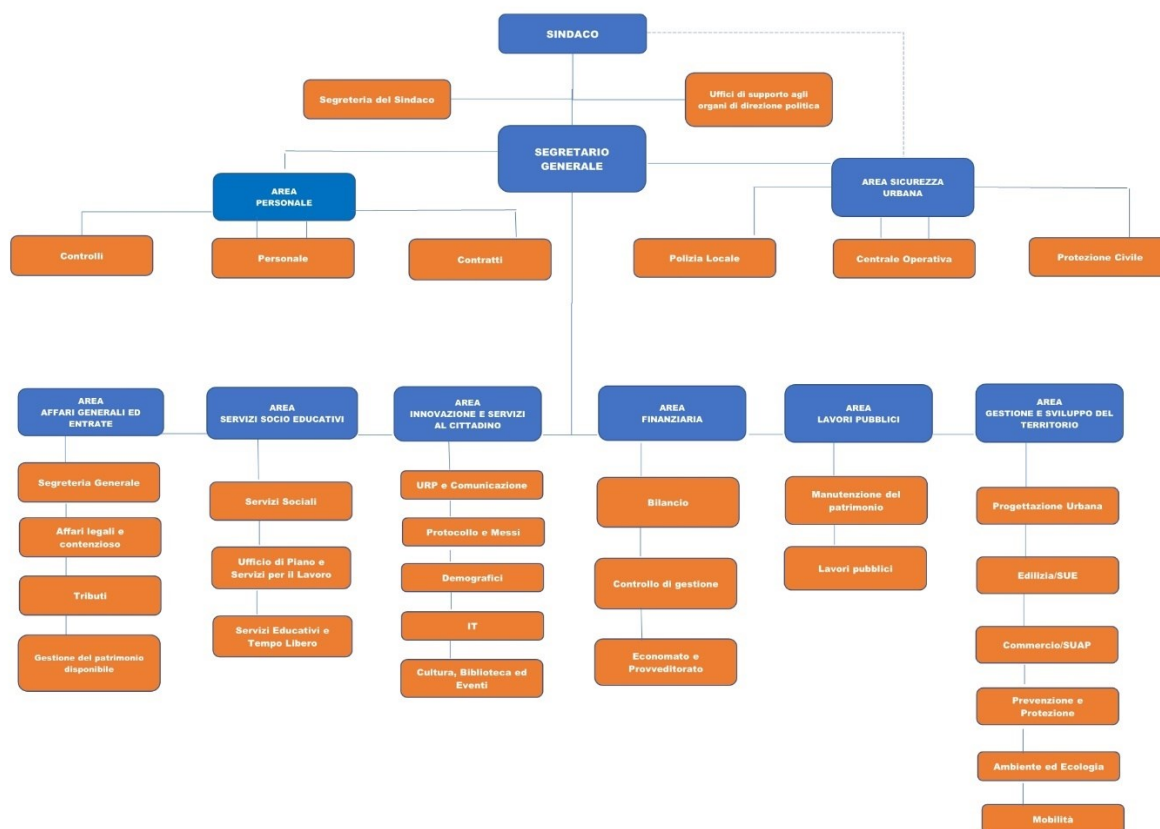 SINDACO
Segreteria del Sindaco
Uffici di supporto agli
organi di direzione politica
SEGRETARIO
GENERALE
AREA
PERSONALE
AREA SICUREZZA
URBANA
Controlli
Personale
Contratti
Polizia Locale
Centrale Operativa
Protezione Civile
AREA
AFFARI GENERALI ED
ENTRATE
AREA
SERVIZI SOCIO EDUCATIVI
AREA
INNOVAZIONE E SERVIZI
AL CITTADINO
AREA
FINANZIARIA
AREA
LAVORI PUBBLICI
AREA
GESTIONE E SVILUPPO DEL
TERRITORIO
Segreteria Generale
Affari legali e
contenzioso
Tributi
Gestione del patrimonio
disponibile
Servizi Sociali
Ufficio di Piano e
Servizi per il Lavoro
Servizi Educativi e
Tempo Libero
URP e Comunicazione
Protocollo e Messi
Demografici
IT
Cultura, Biblioteca ed
Eventi
Bilancio
Controllo di gestione
Economato e
Provveditorato
Manutenzione del
patrimonio
Lavori pubblici
Progettazione Urbana
Edilizia/SUE
Commercio/SUAP
Prevenzione e
Protezione
Ambiente ed Ecologia
Mobilità